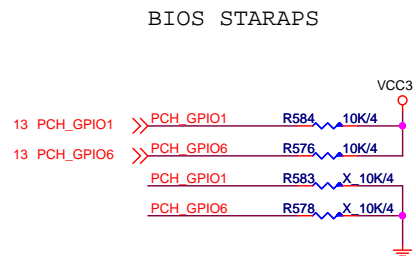 BIOS STARAPS
VCC3
13 PCH_GPIO1 PCH_GPIO1 R584 10K/4
13 PCH_GPIO6 PCH_GPIO6 R576 10K/4
PCH_GPIO1 R583 X_10K/4
PCH_GPIO6 R578 X_10K/4